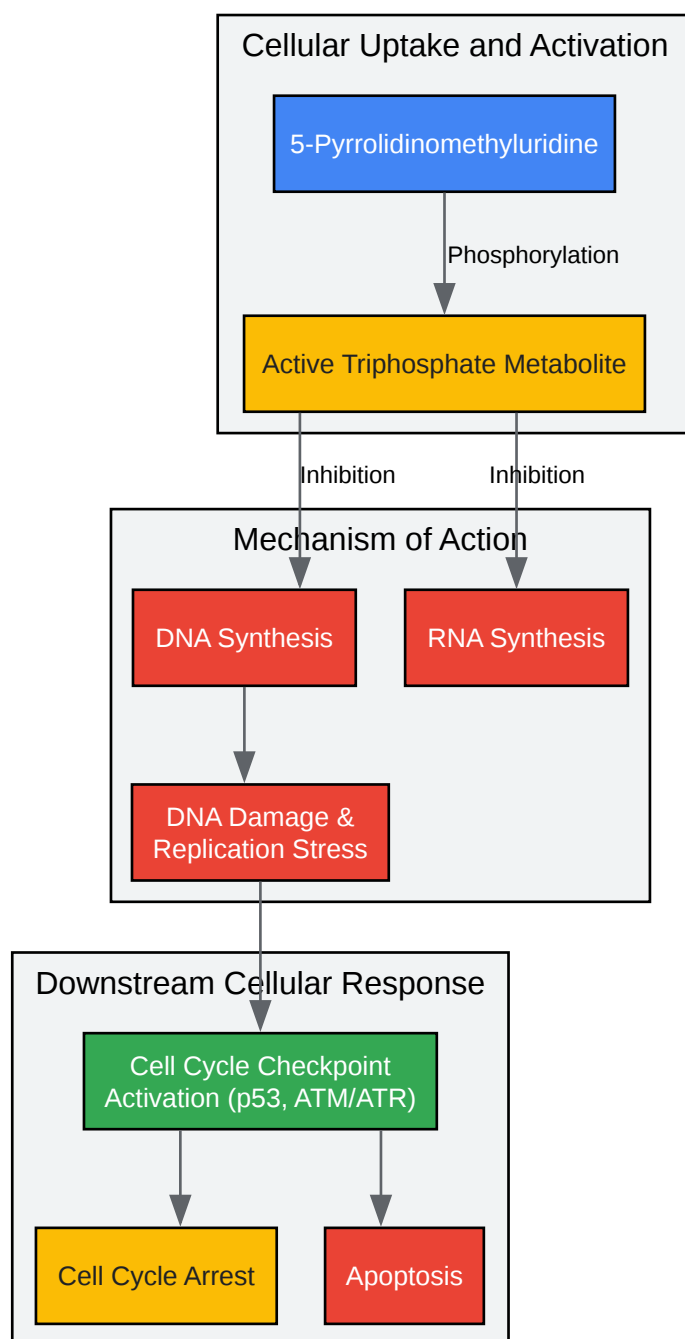 Cellular Uptake and Activation
5-Pyrrolidinomethyluridine
Phosphorylation
Active Triphosphate Metabolite
Inhibition
Inhibition
Mechanism of Action
DNA Synthesis
RNA Synthesis
DNA Damage &
Replication Stress
Downstream Cellular Response
Cell Cycle Checkpoint
Activation (p53, ATM/ATR)
Cell Cycle Arrest
Apoptosis